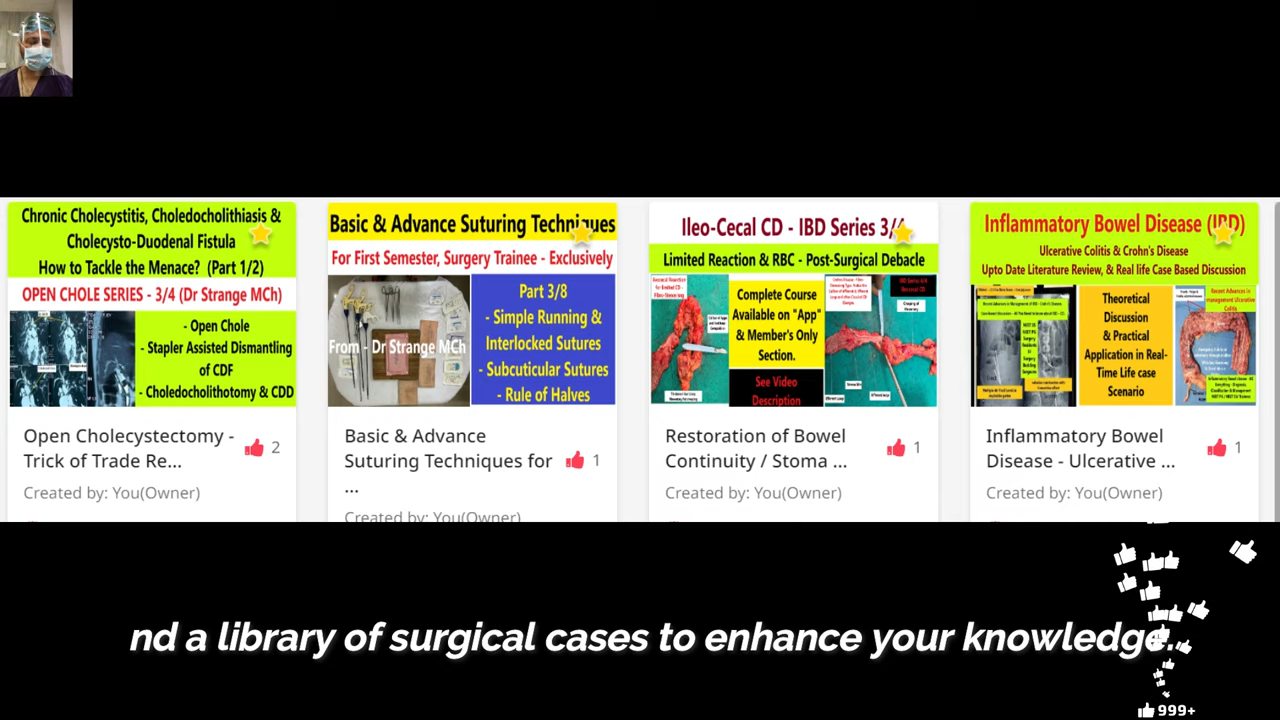 Chronic Cholecystitis, Choledocholithiasis &
Cholecysto-Duodenal Fistula
How to Tackle the Menace? (Part 1/2)
OPEN CHOLE SERIES - 3/4 (Dr Strange MCh)
- Open Chole
- Stapler Assisted Dismantling
of CDF
- Choledocholithotomy & CDD
Open Cholecystectomy -
Trick of Trade Re...
2
Created by: You(Owner)
Basic & Advance Suturing Techniques
For First Semester, Surgery Trainee - Exclusively
From - Dr Strange MCh
Part 3/8
- Simple Running &
Interlocked Sutures
- Subcuticular Sutures
- Rule of Halves
Basic & Advance
Suturing Techniques for
...
1
Created by: You(Owner)
Ileo-Cecal CD - IBD Series 3/4
Limited Reaction & RBC - Post-Surgical Debacle
Complete Course
Available on "App"
& Member's Only
Section.
See Video
Description
Restoration of Bowel
Continuity / Stoma ...
1
Created by: You(Owner)
Inflammatory Bowel Disease (IBD)
Ulcerative Colitis & Crohn's Disease
Upto Date Literature Review, & Real life Case Based Discussion
Theoretical
Discussion
& Practical
Application in Real-
Time Life case
Scenario
Inflammatory Bowel
Disease - Ulcerative ...
1
Created by: You(Owner)
nd a library of surgical cases to enhance your knowledge.
999+